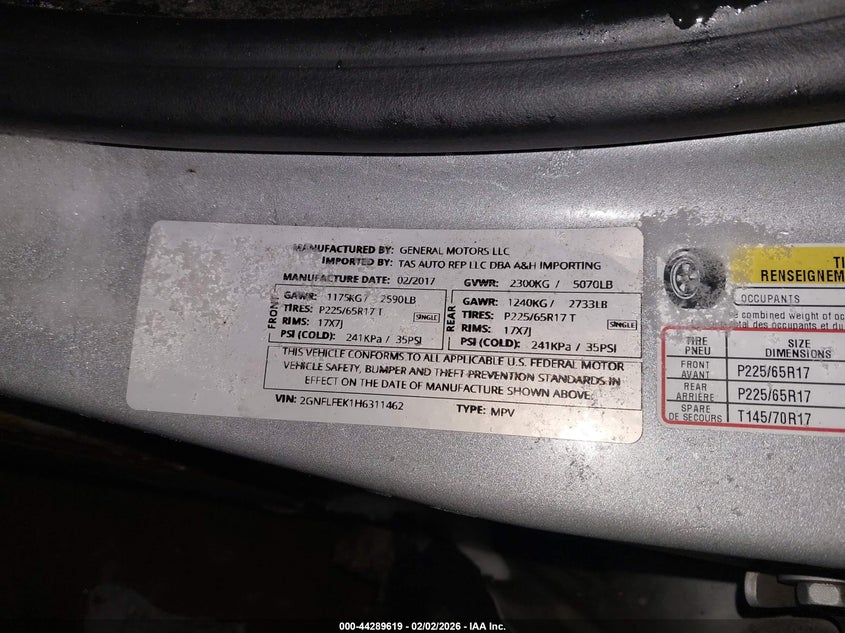 MANUFACTURED BY: GENERAL MOTORS LLC
IMPORTED BY: TAS AUTO REP LLC DBA A&H IMPORTING
MANUFACTURE DATE: 02/2017 GVWR: 2300KG / 5070LB
FRONT
GAWR: 1175KG / 2590LB
TIRES: P225/65R17 T
SINGLE
RIMS: 17X7J
PSI (COLD): 241KPa / 35PSI
REAR
GAWR: 1240KG / 2733LB
TIRES: P225/65R17 T
SINGLE
RIMS: 17X7J
PSI (COLD): 241KPa / 35PSI
THIS VEHICLE CONFORMS TO ALL APPLICABLE U.S. FEDERAL MOTOR
VEHICLE SAFETY, BUMPER AND THEFT PREVENTION STANDARDS IN
EFFECT ON THE DATE OF MANUFACTURE SHOWN ABOVE.
VIN: 2GNFLFEK1H6311462 TYPE: MPV
TI
RENSEIGNEM
OCCUPANTS
combined weight of occ
des occupants et du
TIRE SIZE
PNEU DIMENSIONS
FRONT
AVANT P225/65R17
REAR
ARRIÈRE P225/65R17
SPARE
DE SECOURS T145/70R17
000-44289619 - 02/02/2026 - IAA Inc.